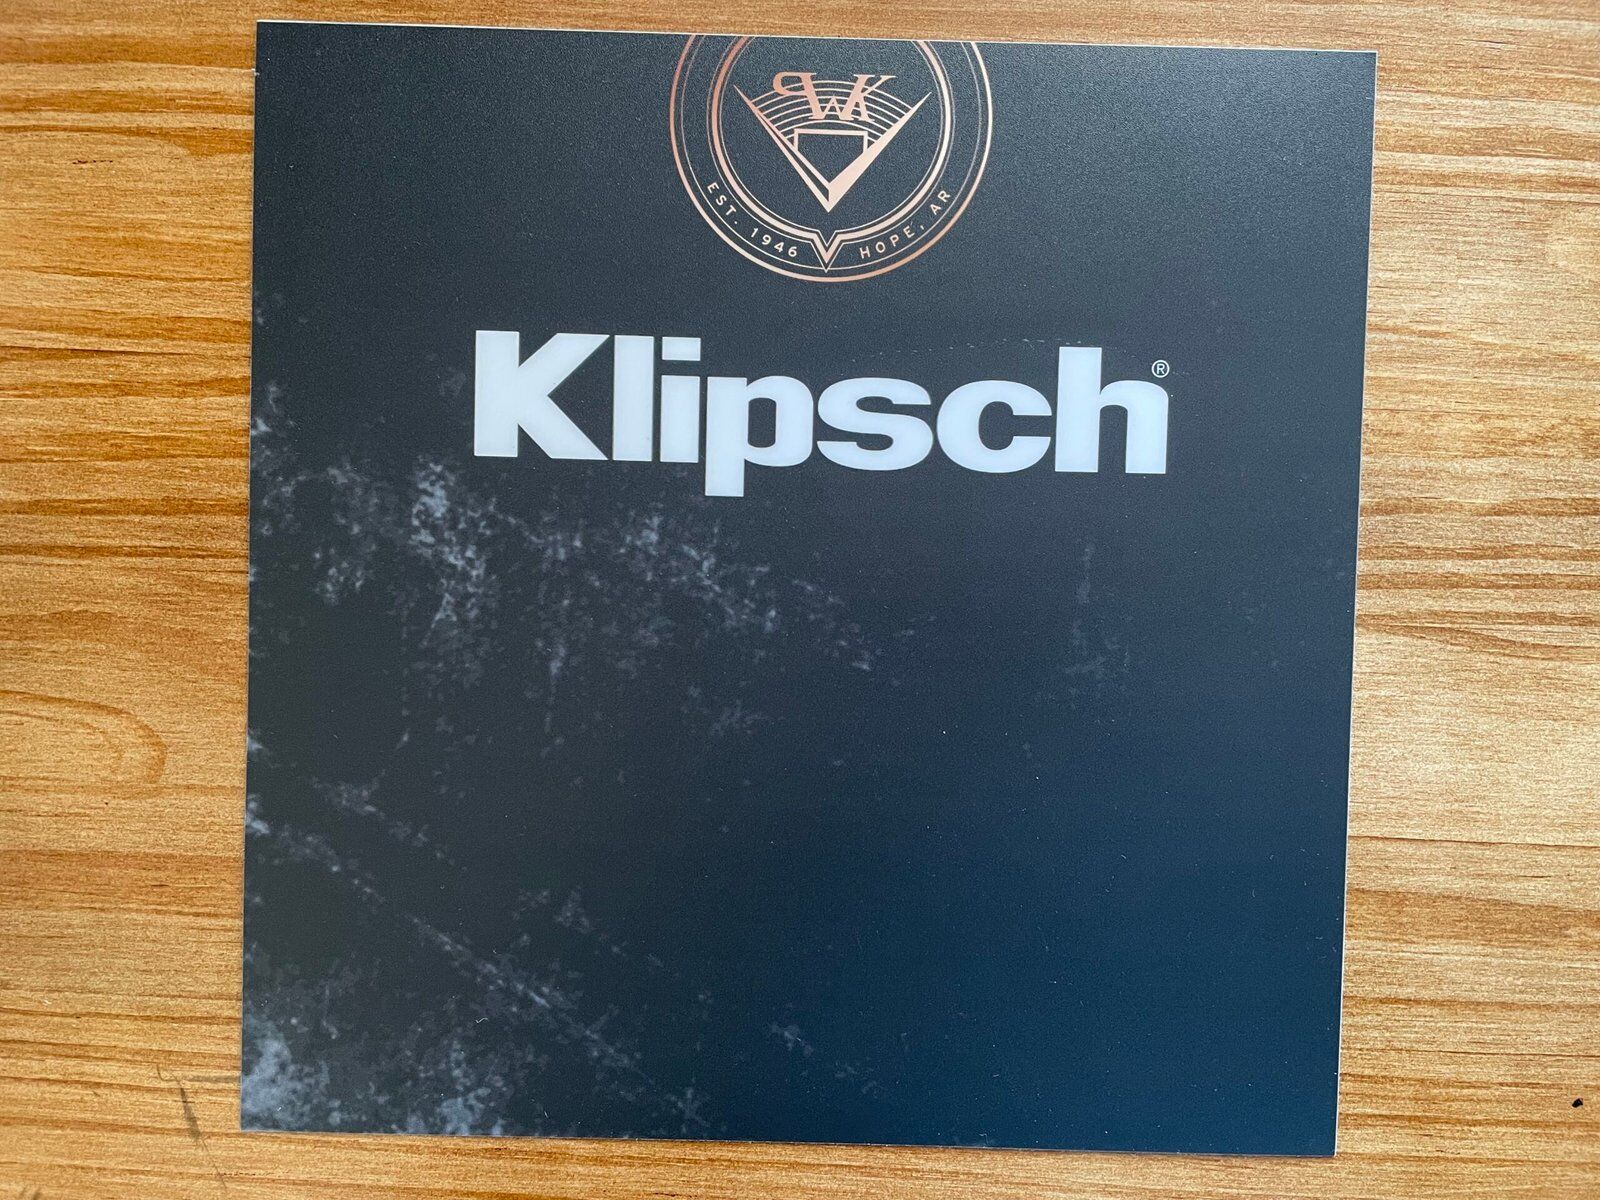 PWK
EST. 1946 HOPE, AR
Klipsch®